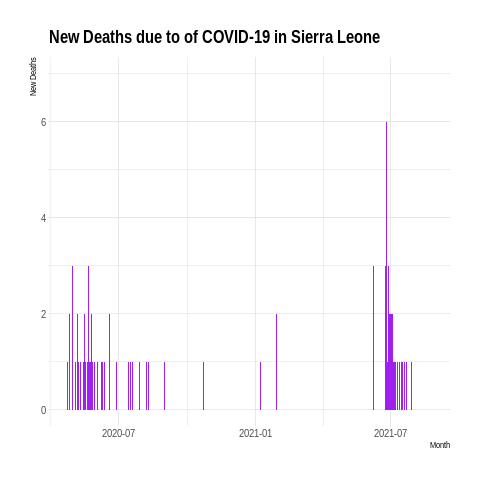 New Deaths due to of COVID-19 in Sierra Leone
New Deaths
6
4
2
0
2020-07
2021-01
2021-07
Month